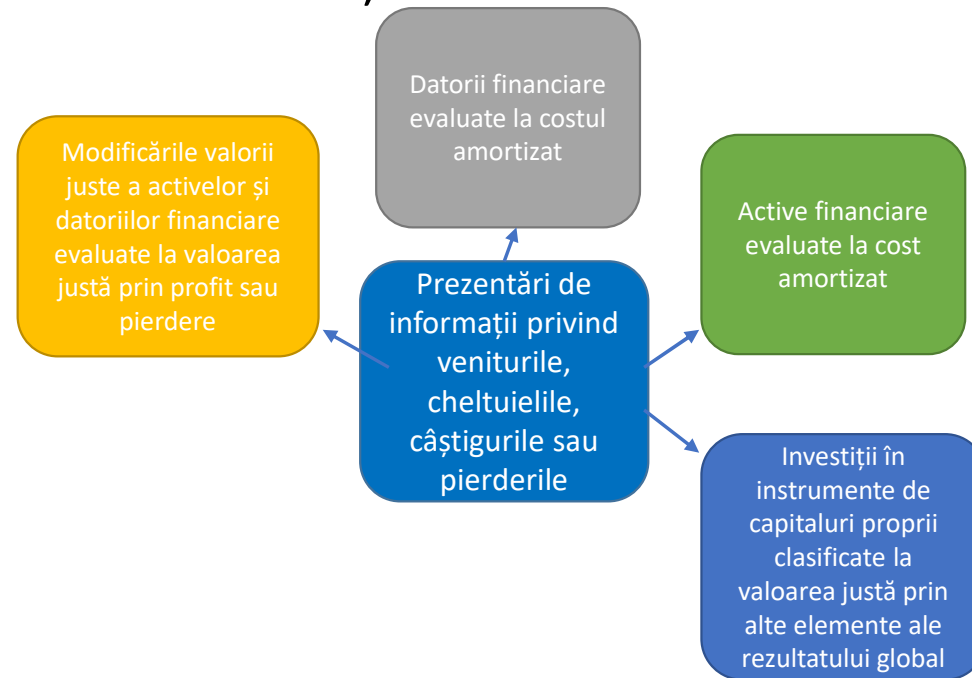 Datorii financiare
evaluate la costul
amortizat
Modificările valorii
juste a activelor și
datoriilor financiare
evaluate la valoarea
justă prin profit sau
pierdere
Active financiare
evaluate la cost
amortizat
Prezentări de
informații privind
veniturile,
cheltuielile,
câștigurile sau
pierderile
Investiții în
instrumente de
capitaluri proprii
clasificate la
valoarea justă prin
alte elemente ale
rezultatului global